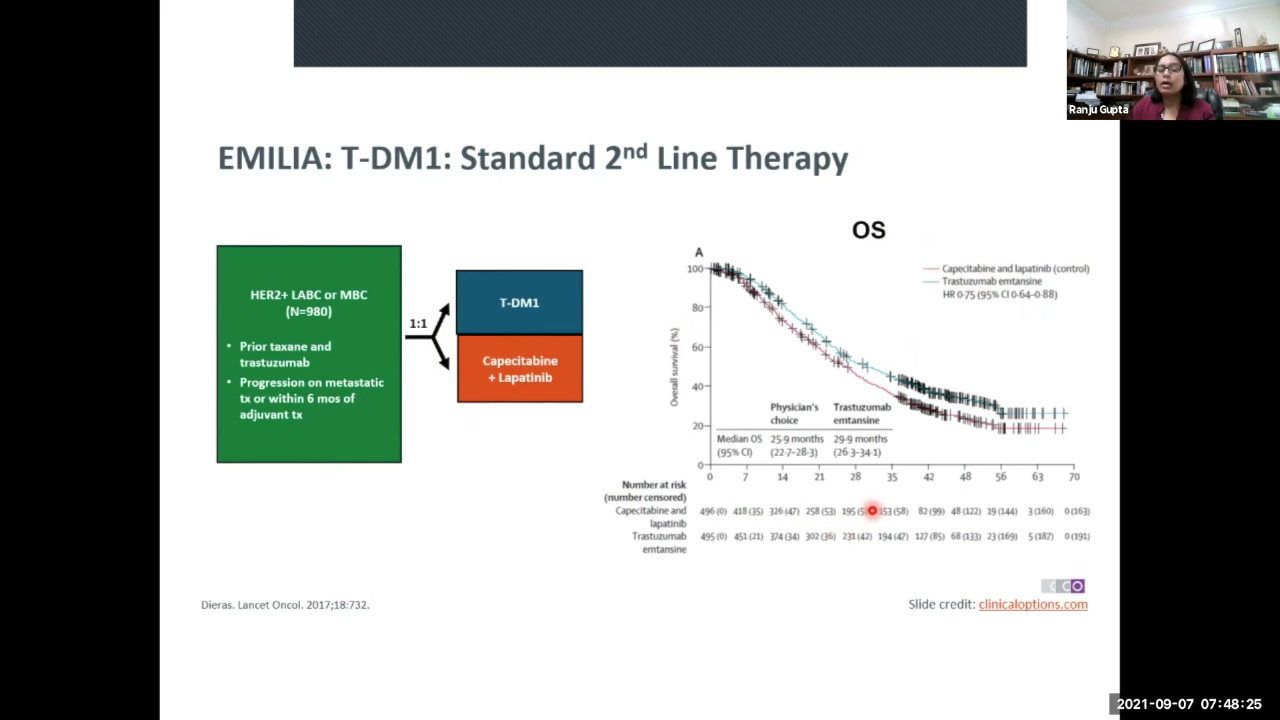 Ranju Gupta
EMILIA: T-DM1: Standard 2nd Line Therapy
HER2+ LABC or MBC
(N=980)
• Prior taxane and
trastuzumab
• Progression on metastatic
tx or within 6 mos of
adjuvant tx
1:1
T-DM1
Capecitabine
+ Lapatinib
OS
A
Capecitabine and lapatinib (control)
Trastuzumab emtansine
HR 0·75 (95% CI 0·64–0·88)
Overall survival (%)
100
80
60
40
20
0
Physician's choice
Trastuzumab emtansine
Median OS 25·9 months 29·9 months
(95% CI) (22·7–28·3) (26·3–34·1)
0 7 14 21 28 35 42 48 56 63 70
Number at risk
(number censored)
Capecitabine and lapatinib 496 (0) 418 (35) 326 (47) 258 (53) 195 153 (58) 82 (99) 48 (122) 19 (144) 3 (160) 0 (163)
Trastuzumab emtansine 495 (0) 451 (21) 374 (34) 302 (36) 231 (42) 194 (47) 127 (85) 68 (133) 23 (169) 5 (187) 0 (191)
CCO
Dieras. Lancet Oncol. 2017;18:732.
Slide credit: clinicaloptions.com
2021-09-07 07:48:25